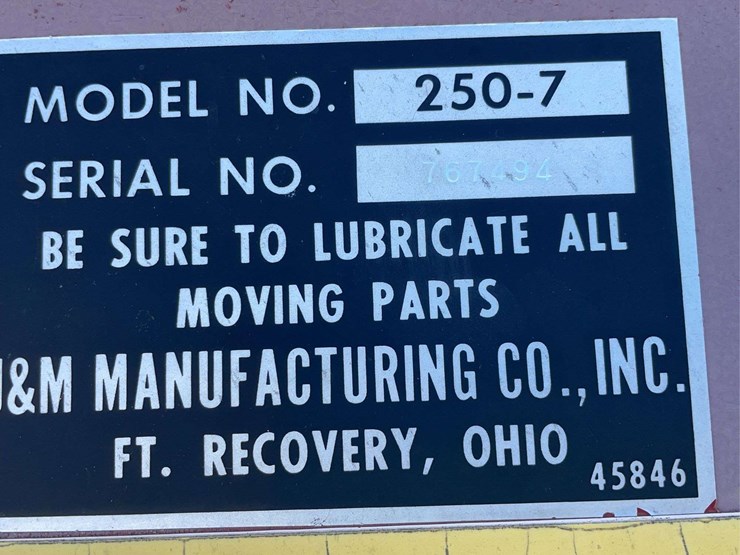 MODEL NO. 250-7
SERIAL NO. 767494
BE SURE TO LUBRICATE ALL
MOVING PARTS
J&M MANUFACTURING CO., INC.
FT. RECOVERY, OHIO 45846